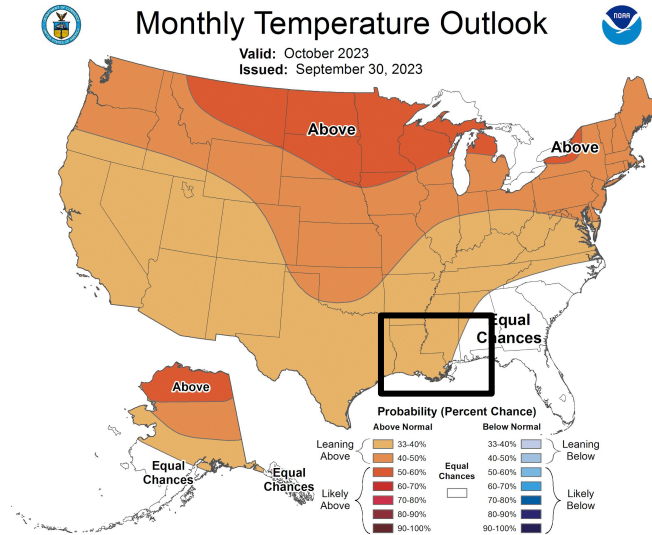 Monthly Temperature Outlook
NOAA
Valid: October 2023
Issued: September 30, 2023
Above
Above
Equal
Chances
Above
Equal
Chances
Equal
Chances
Probability (Percent Chance)
Above Normal
Below Normal
Leaning
Above
33-40%
40-50%
50-60%
60-70%
70-80%
80-90%
90-100%
Likely
Above
Equal
Chances
33-40%
40-50%
50-60%
60-70%
70-80%
80-90%
90-100%
Leaning
Below
Likely
Below